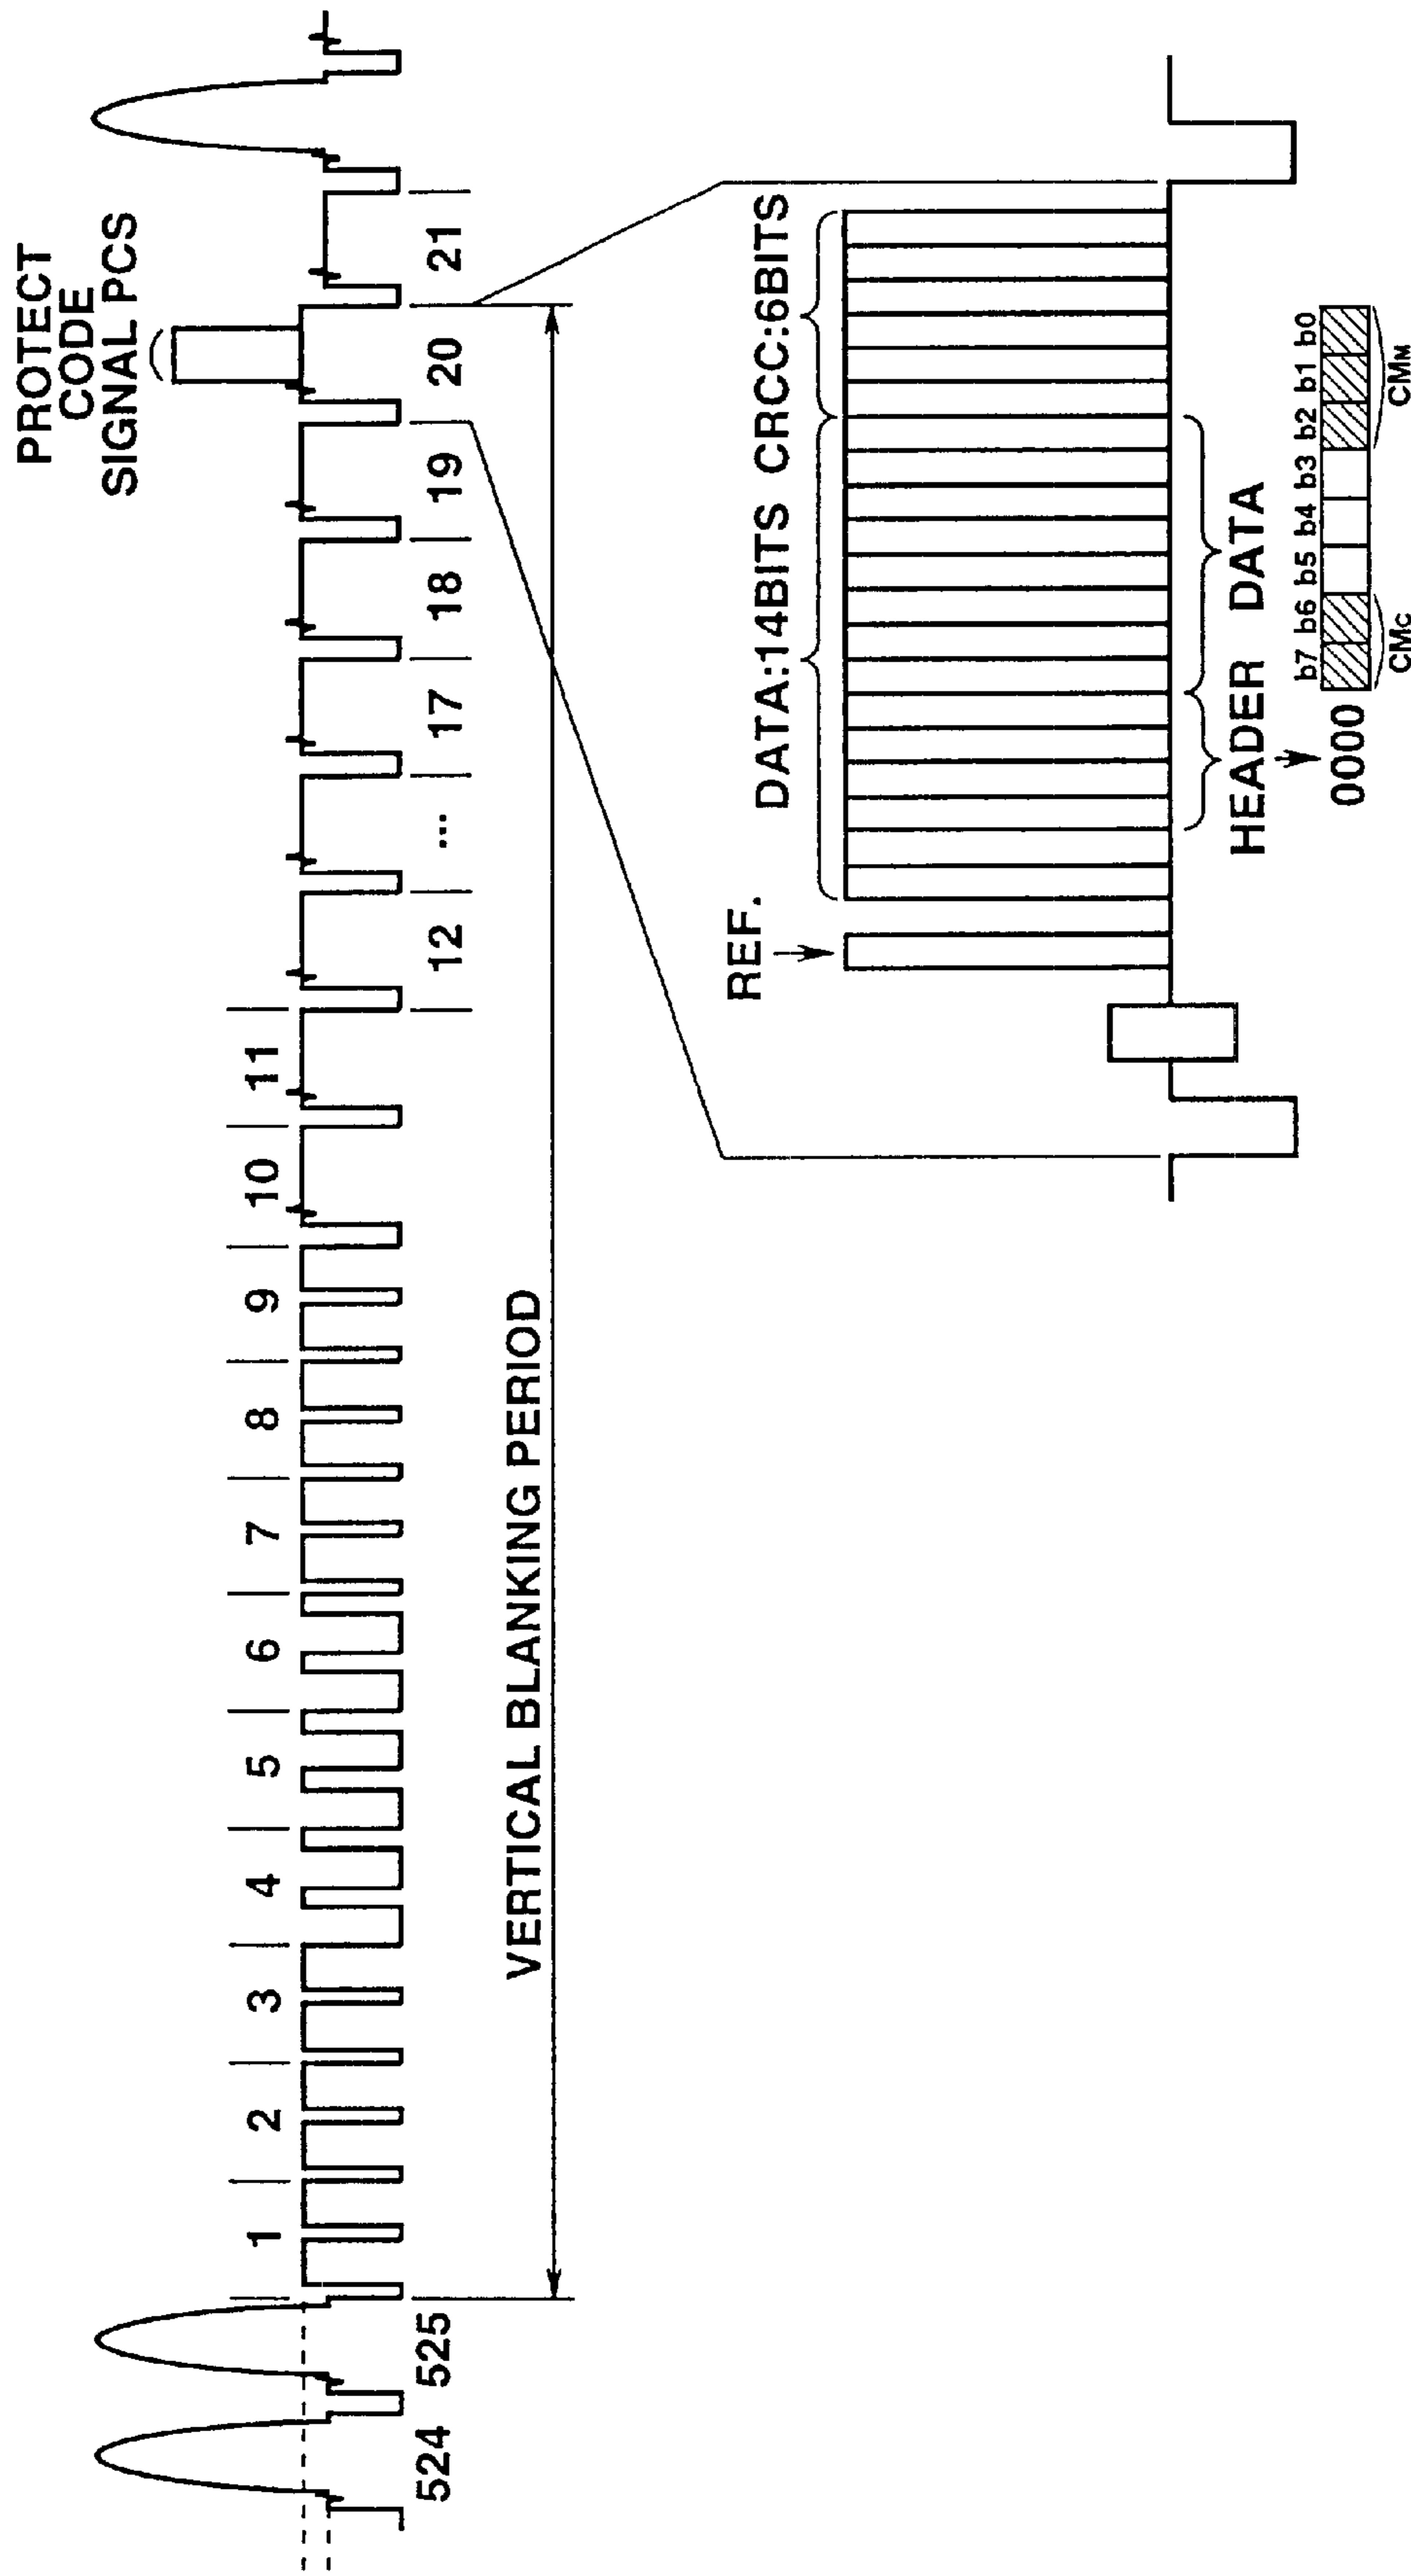 PROTECT
CODE
SIGNAL PCS
524 525 1 2 3 4 5 6 7 8 9 10 11
12 ... 17 18 19 20 21
VERTICAL BLANKING PERIOD
REF.
DATA:14BITS CRCC:6BITS
HEADER DATA
0000
b7 b6 b5 b4 b3 b2 b1 b0
CMC CMM